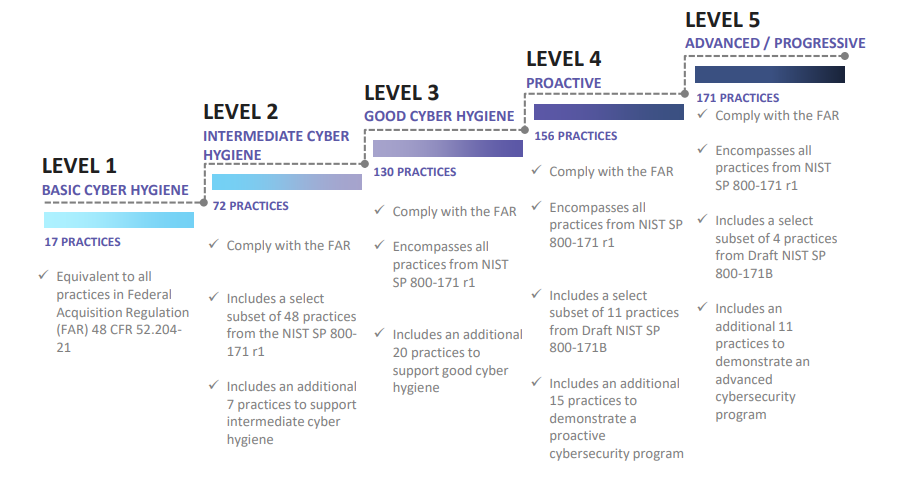 LEVEL 1
BASIC CYBER HYGIENE
17 PRACTICES
✓ Equivalent to all
practices in Federal
Acquisition Regulation
(FAR) 48 CFR 52.204-
21
LEVEL 2
INTERMEDIATE CYBER
HYGIENE
72 PRACTICES
✓ Comply with the FAR
✓ Includes a select
subset of 48 practices
from the NIST SP 800-
171 r1
✓ Includes an additional
7 practices to support
intermediate cyber
hygiene
LEVEL 3
GOOD CYBER HYGIENE
130 PRACTICES
✓ Comply with the FAR
✓ Encompasses all
practices from NIST
SP 800-171 r1
✓ Includes an additional
20 practices to
support good cyber
hygiene
LEVEL 4
PROACTIVE
156 PRACTICES
✓ Comply with the FAR
✓ Encompasses all
practices from NIST SP
800-171 r1
✓ Includes a select
subset of 11 practices
from Draft NIST SP
800-171B
✓ Includes an additional
15 practices to
demonstrate a
proactive
cybersecurity program
LEVEL 5
ADVANCED / PROGRESSIVE
171 PRACTICES
✓ Comply with the FAR
✓ Encompasses all
practices from NIST
SP 800-171 r1
✓ Includes a select
subset of 4 practices
from Draft NIST SP
800-171B
✓ Includes an
additional 11
practices to
demonstrate an
advanced
cybersecurity
program